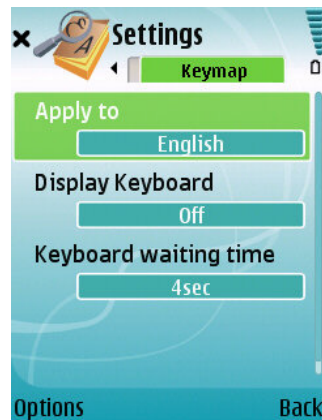 Settings
Keymap
Apply to
English
Display Keyboard
Off
Keyboard waiting time
4sec
Options Back